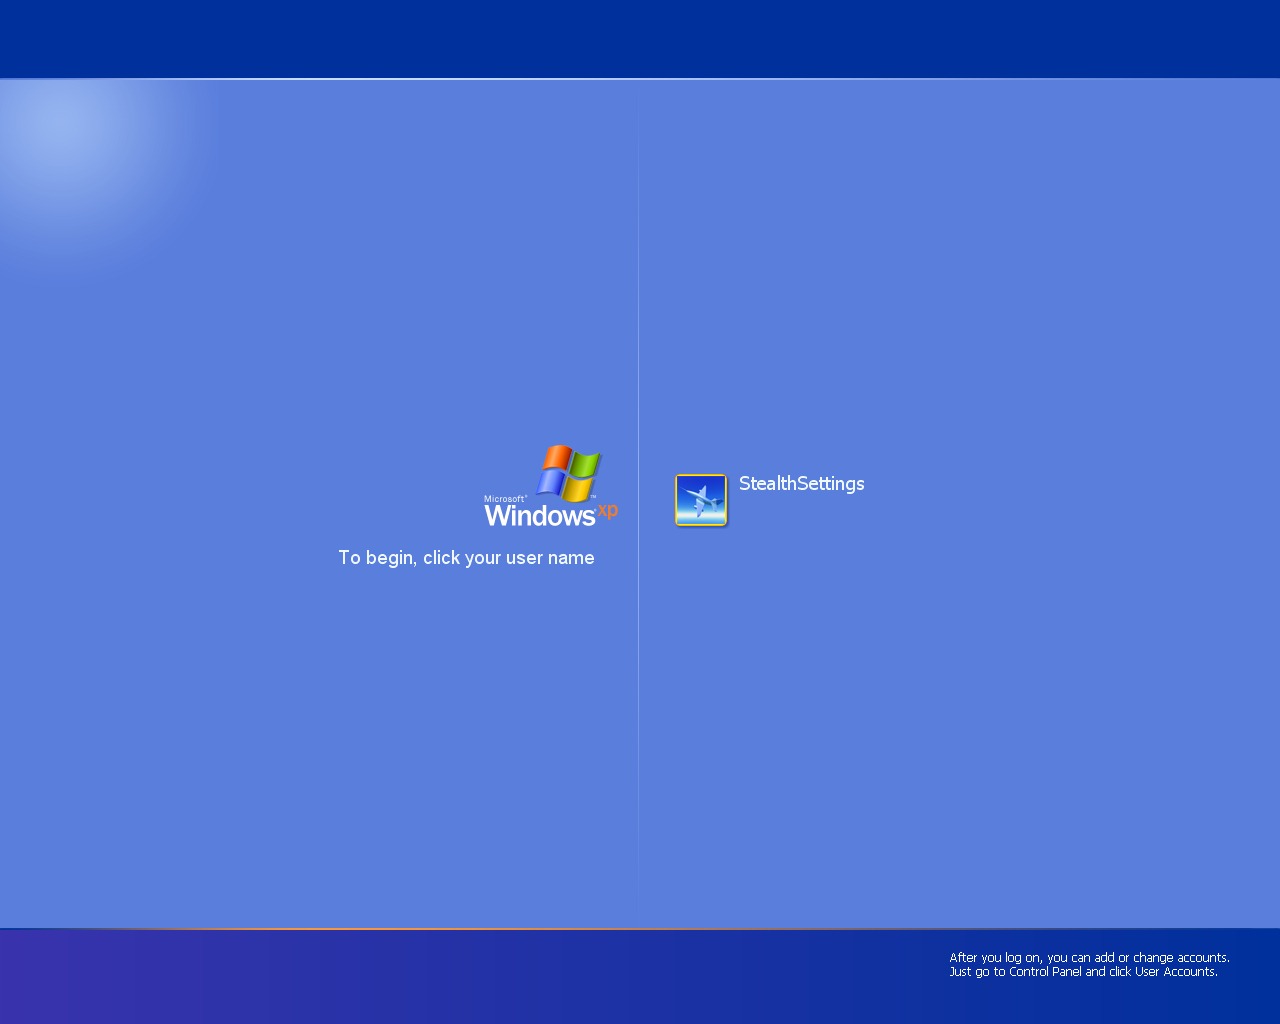 Microsoft®
Windows xp™
To begin, click your user name
StealthSettings
After you log on, you can add or change accounts.
Just go to Control Panel and click User Accounts.